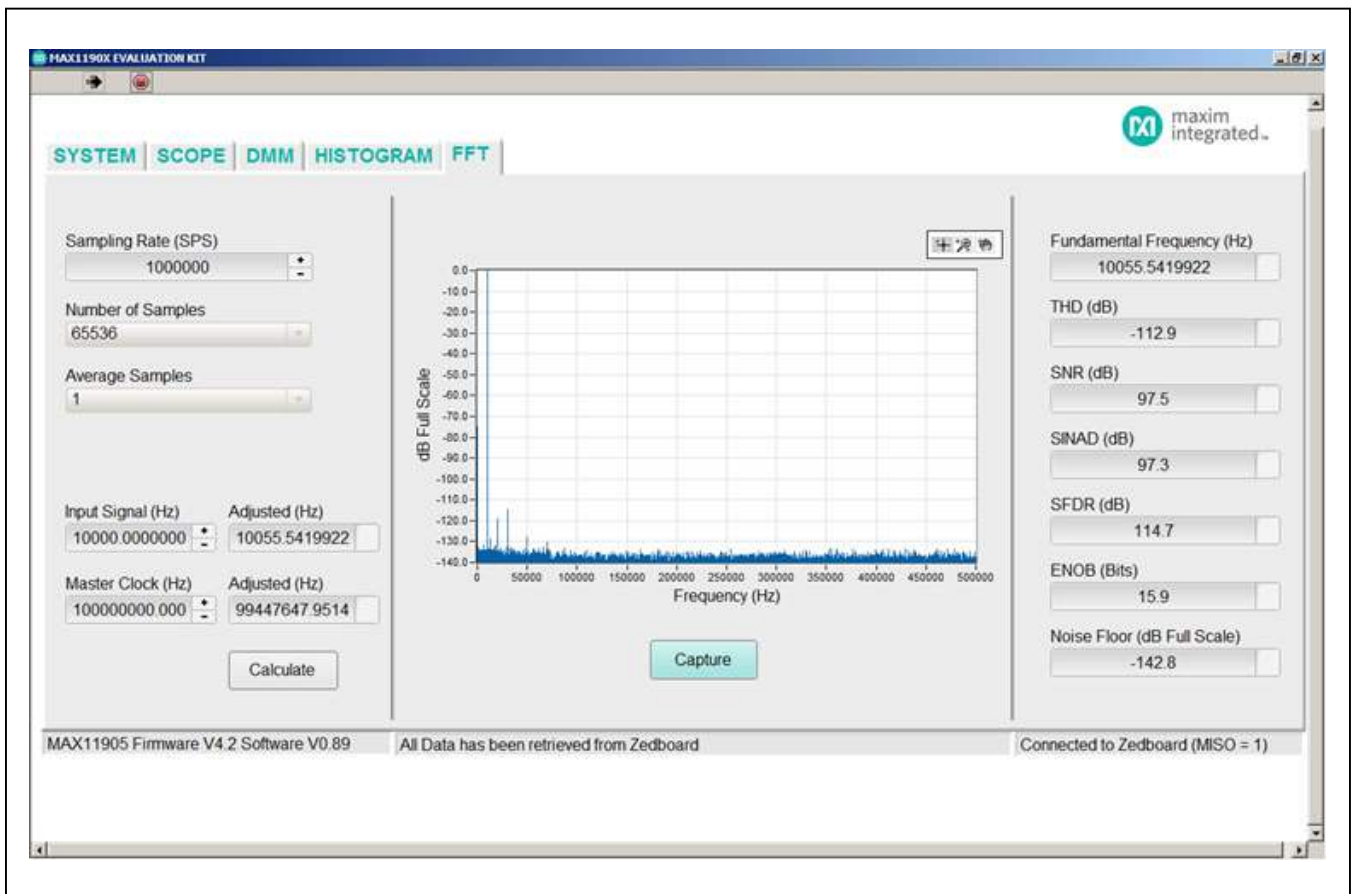 MAX1190X EVALUATION KIT
maxim
integrated™
SYSTEM SCOPE DMM HISTOGRAM FFT
Sampling Rate (SPS)
1000000
Number of Samples
65536
Average Samples
1
Input Signal (Hz) Adjusted (Hz)
10000.0000000 10055.5419922
Master Clock (Hz) Adjusted (Hz)
100000000.000 99447647.9514
Calculate
dB Full Scale
0.0
-10.0
-20.0
-30.0
-40.0
-50.0
-60.0
-70.0
-80.0
-90.0
-100.0
-110.0
-120.0
-130.0
-140.0
0 50000 100000 150000 200000 250000 300000 350000 400000 450000 500000
Frequency (Hz)
Capture
Fundamental Frequency (Hz)
10055.5419922
THD (dB)
-112.9
SNR (dB)
97.5
SINAD (dB)
97.3
SFDR (dB)
114.7
ENOB (Bits)
15.9
Noise Floor (dB Full Scale)
-142.8
MAX11905 Firmware V4.2 Software V0.89
All Data has been retrieved from Zedboard
Connected to Zedboard (MISO = 1)